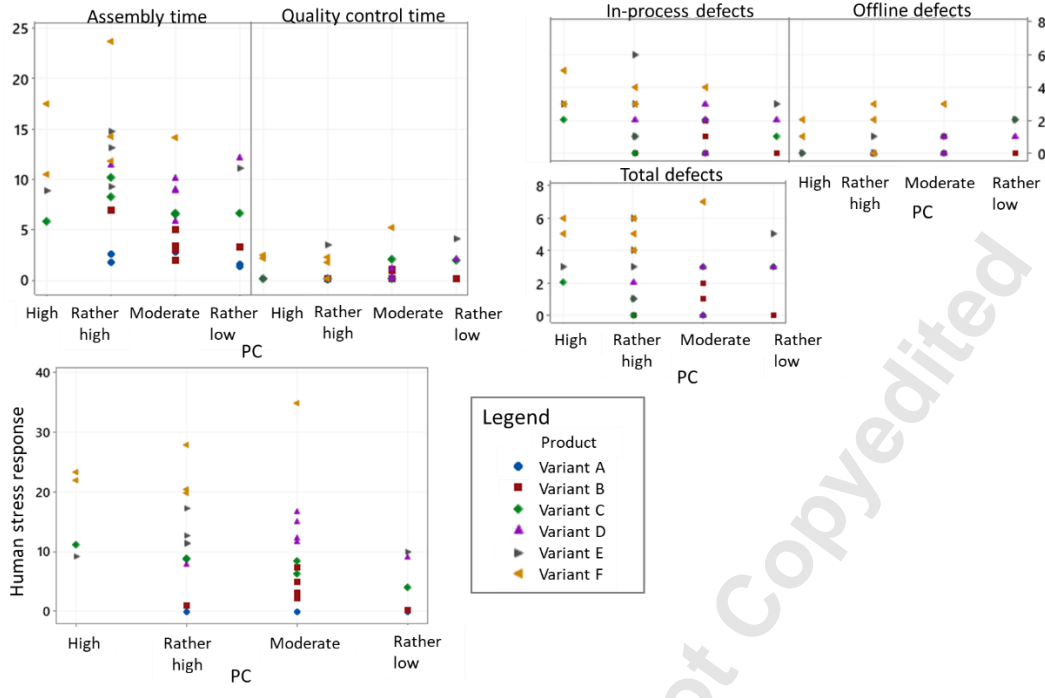 Assembly time
Quality control time
25
20
15
10
5
0
High
Rather
high
Moderate
Rather
low
High
Rather
high
Moderate
Rather
low
PC
In-process defects
Offline defects
8
6
4
2
0
High
Rather
high
Moderate
Rather
low
PC
Total defects
8
6
4
2
0
High
Rather
high
Moderate
Rather
low
PC
Human stress response
40
30
20
10
0
High
Rather
high
Moderate
Rather
low
PC
Legend
Product
Variant A
Variant B
Variant C
Variant D
Variant E
Variant F
ot Copyedited